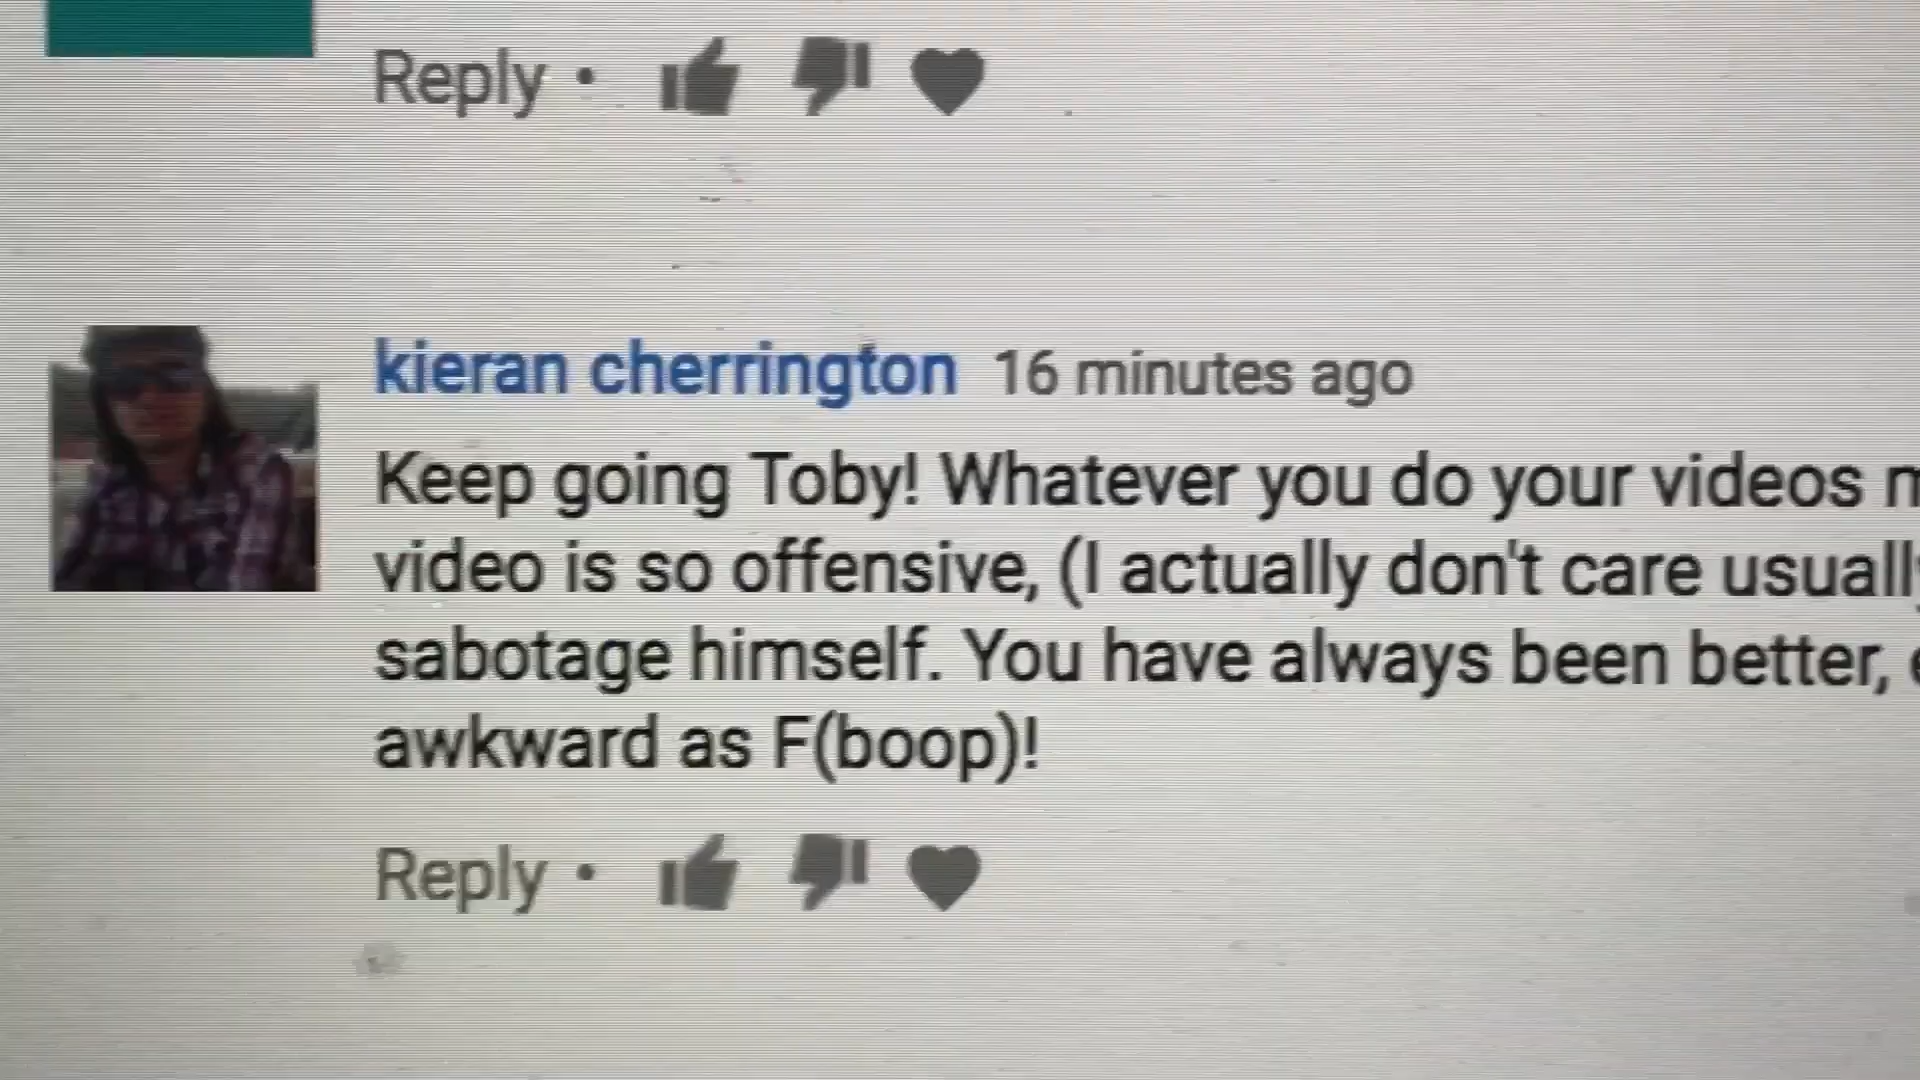 Reply •
kieran cherrington 16 minutes ago
Keep going Toby! Whatever you do your videos
video is so offensive, (I actually don't care usually
sabotage himself. You have always been better,
awkward as F(boop)!
Reply •